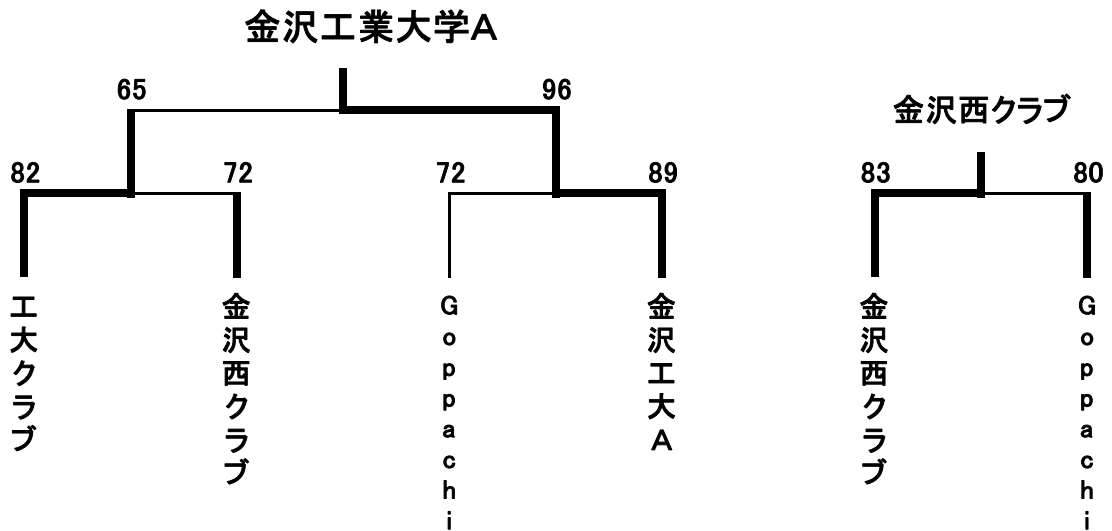 金沢工業大学A
65
96
金沢西クラブ
82
72
72
89
83
80
工大クラブ
金沢西クラブ
Goppachi
金沢工大A
金沢西クラブ
Goppachi